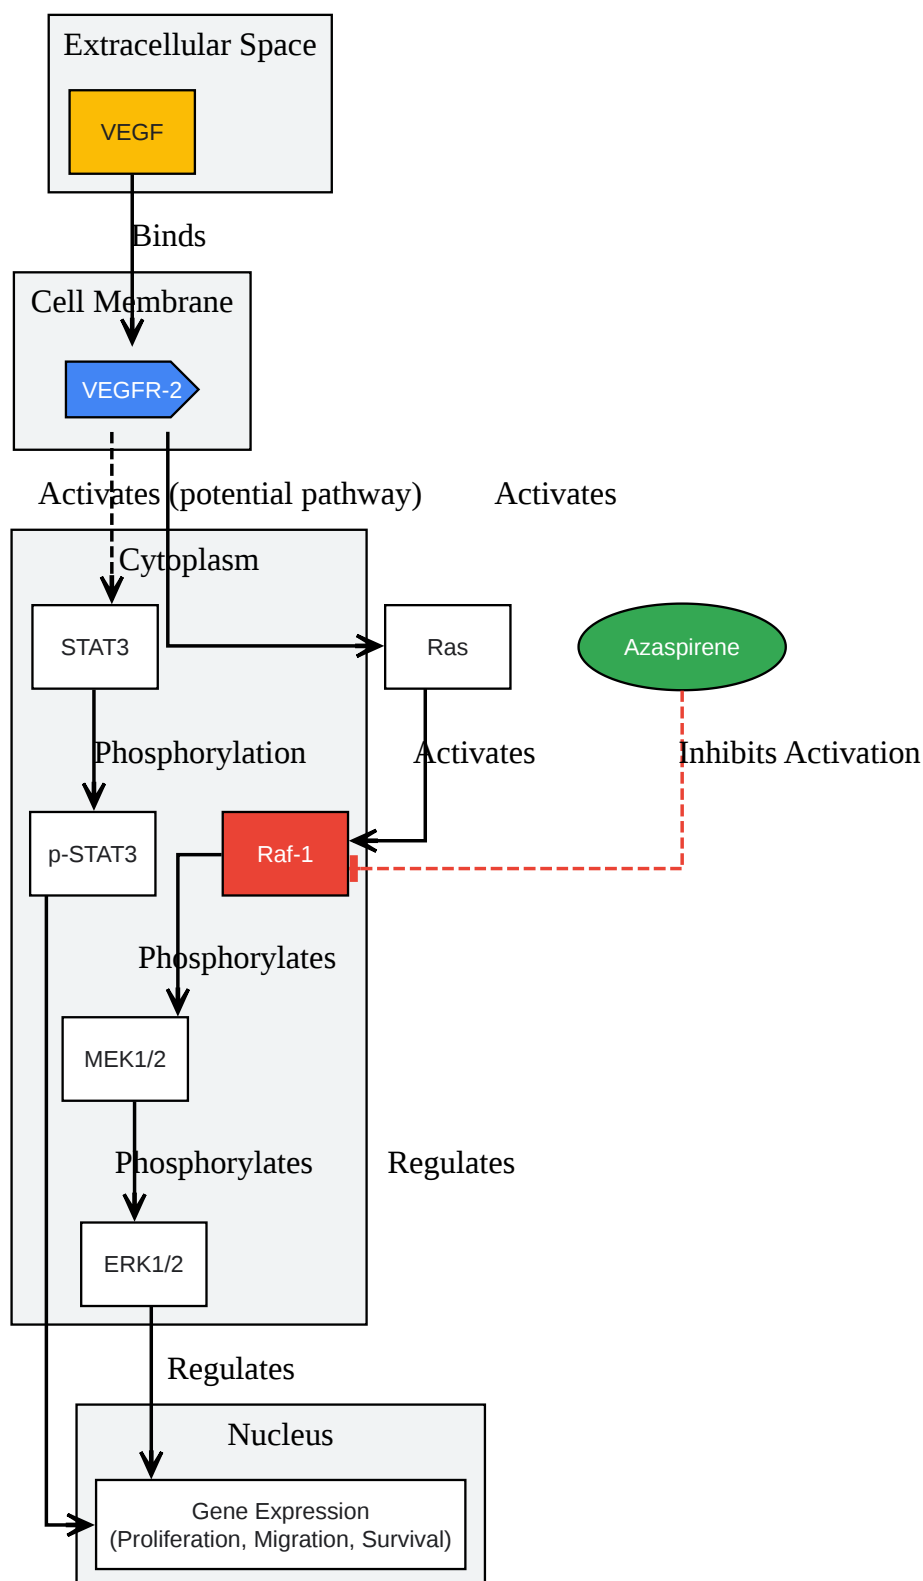 Extracellular Space
VEGF
Binds
Cell Membrane
VEGFR-2
Activates (potential pathway)
Activates
Cytoplasm
STAT3
Ras
Azaspirene
Phosphorylation
Activates
Inhibits Activation
p-STAT3
Raf-1
Phosphorylates
MEK1/2
Phosphorylates
Regulates
ERK1/2
Regulates
Nucleus
Gene Expression
(Proliferation, Migration, Survival)